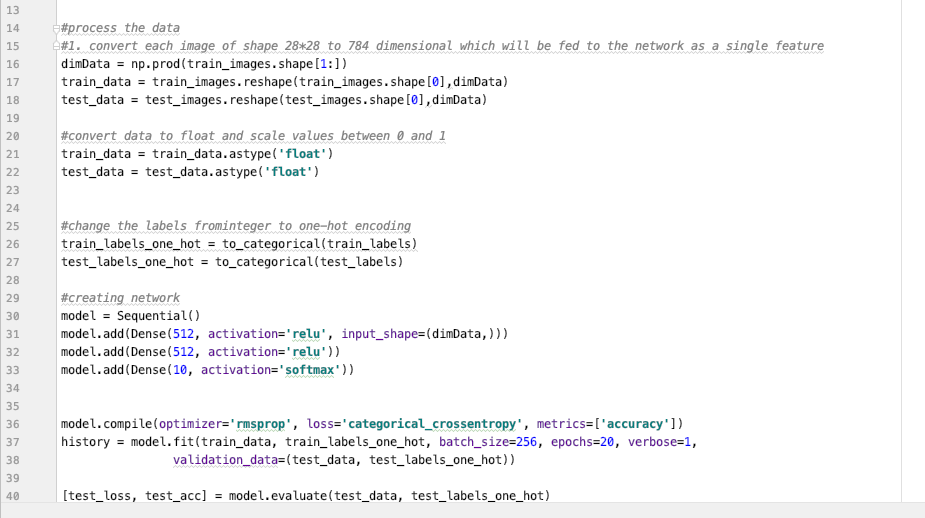 13
14 #process the data
15 #1. convert each image of shape 28*28 to 784 dimensional which will be fed to the network as a single feature
16 dimData = np.prod(train_images.shape[1:])
17 train_data = train_images.reshape(train_images.shape[0],dimData)
18 test_data = test_images.reshape(test_images.shape[0],dimData)
19
20 #convert data to float and scale values between 0 and 1
21 train_data = train_data.astype('float')
22 test_data = test_data.astype('float')
23
24
25 #change the labels frominteger to one-hot encoding
26 train_labels_one_hot = to_categorical(train_labels)
27 test_labels_one_hot = to_categorical(test_labels)
28
29 #creating network
30 model = Sequential()
31 model.add(Dense(512, activation='relu', input_shape=(dimData,)))
32 model.add(Dense(512, activation='relu'))
33 model.add(Dense(10, activation='softmax'))
34
35
36 model.compile(optimizer='rmsprop', loss='categorical_crossentropy', metrics=['accuracy'])
37 history = model.fit(train_data, train_labels_one_hot, batch_size=256, epochs=20, verbose=1,
38                 validation_data=(test_data, test_labels_one_hot))
39
40 [test_loss, test_acc] = model.evaluate(test_data, test_labels_one_hot)